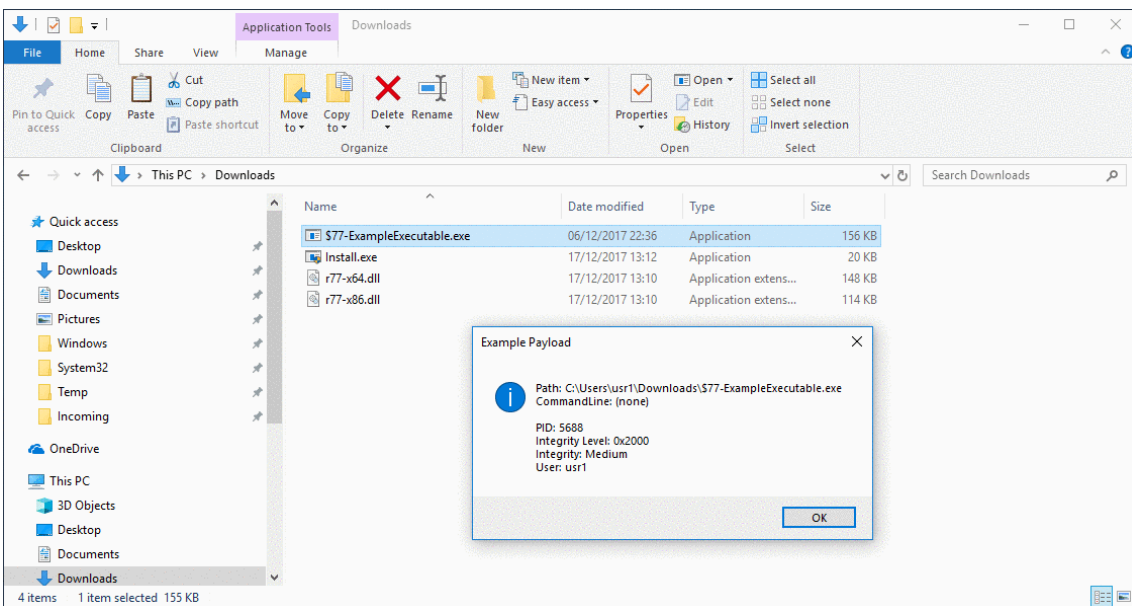 Application Tools
Downloads
File
Home
Share
View
Manage
Pin to Quick access
Copy
Paste
Cut
Copy path
Paste shortcut
Clipboard
Move to
Copy to
Delete
Rename
Organize
New folder
New item
Easy access
New
Properties
Open
Edit
History
Open
Select all
Select none
Invert selection
Select
This PC > Downloads
Search Downloads
Name
Date modified
Type
Size
$77-ExampleExecutable.exe 06/12/2017 22:36 Application 156 KB
Install.exe 17/12/2017 13:12 Application 20 KB
r77-x64.dll 17/12/2017 13:10 Application extens... 148 KB
r77-x86.dll 17/12/2017 13:10 Application extens... 114 KB
Quick access
Desktop
Downloads
Documents
Pictures
Windows
System32
Temp
Incoming
OneDrive
This PC
3D Objects
Desktop
Documents
Downloads
Example Payload
Path: C:\Users\usr1\Downloads\$77-ExampleExecutable.exe
CommandLine: (none)
PID: 5688
Integrity Level: 0x2000
Integrity: Medium
User: usr1
OK
4 items 1 item selected 155 KB